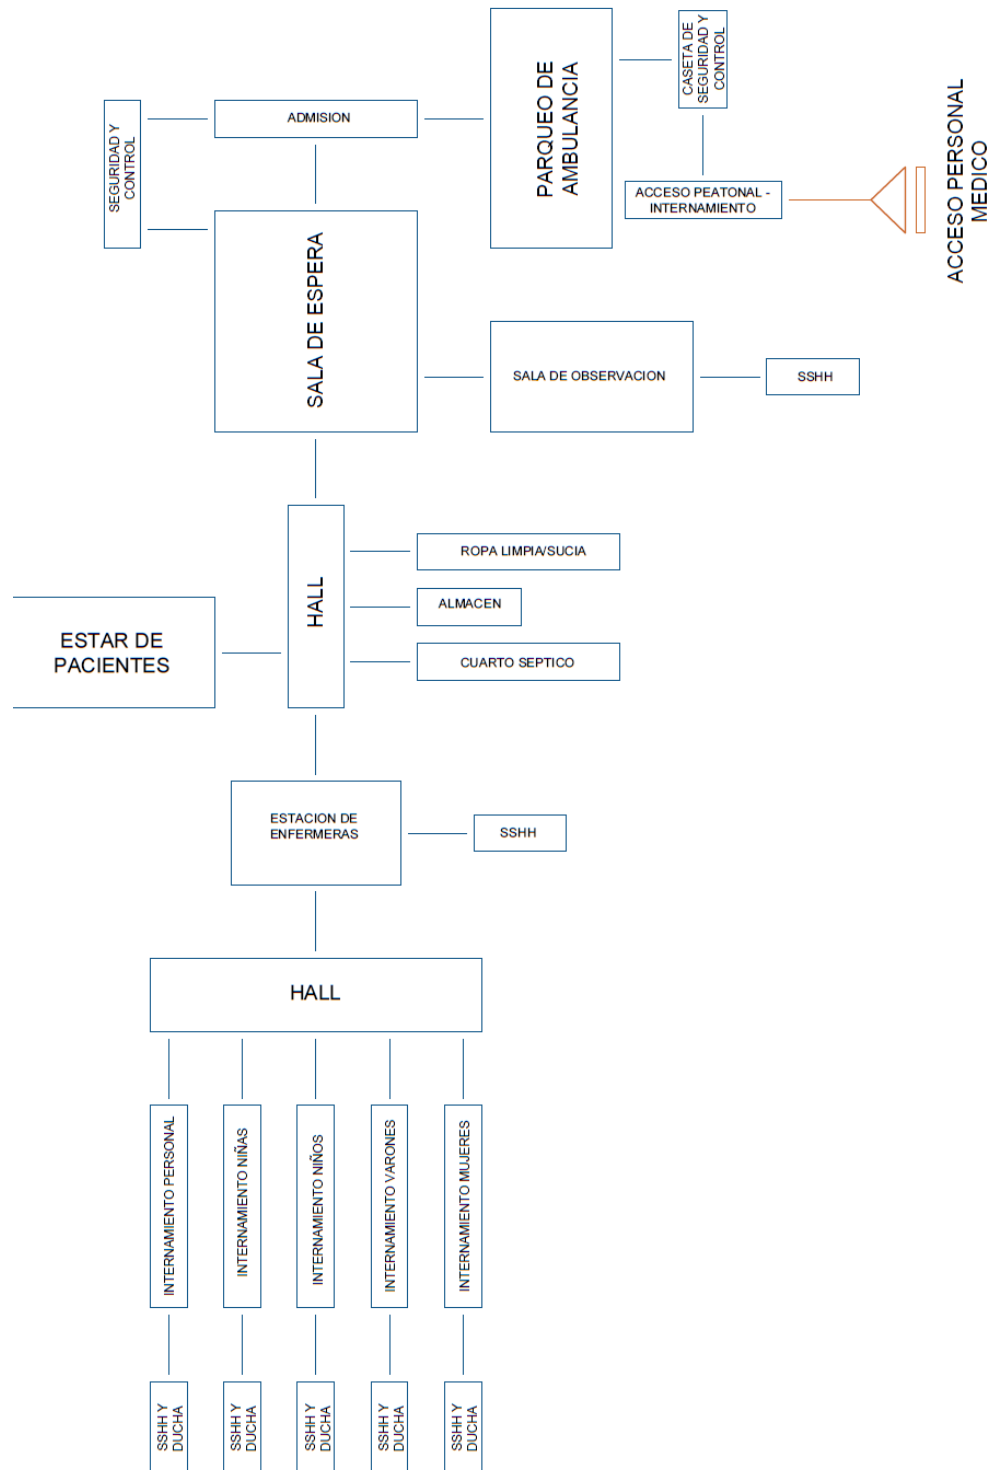 CASETA DE
SEGURIDAD Y
CONTROL
PARQUEO DE
AMBULANCIA
ADMISION
SEGURIDAD Y
CONTROL
ACCESO PERSONAL
MEDICO
ACCESO PEATONAL -
INTERNAMIENTO
SALA DE ESPERA
SALA DE OBSERVACION
SSHH
HALL
ROPA LIMPIA/SUCIA
ALMACEN
CUARTO SEPTICO
ESTAR DE
PACIENTES
ESTACION DE
ENFERMERAS
SSHH
HALL
INTERNAMIENTO PERSONAL
INTERNAMIENTO NIÑAS
INTERNAMIENTO NIÑOS
INTERNAMIENTO VARONES
INTERNAMIENTO MUJERES
SSHH Y
DUCHA
SSHH Y
DUCHA
SSHH Y
DUCHA
SSHH Y
DUCHA
SSHH Y
DUCHA